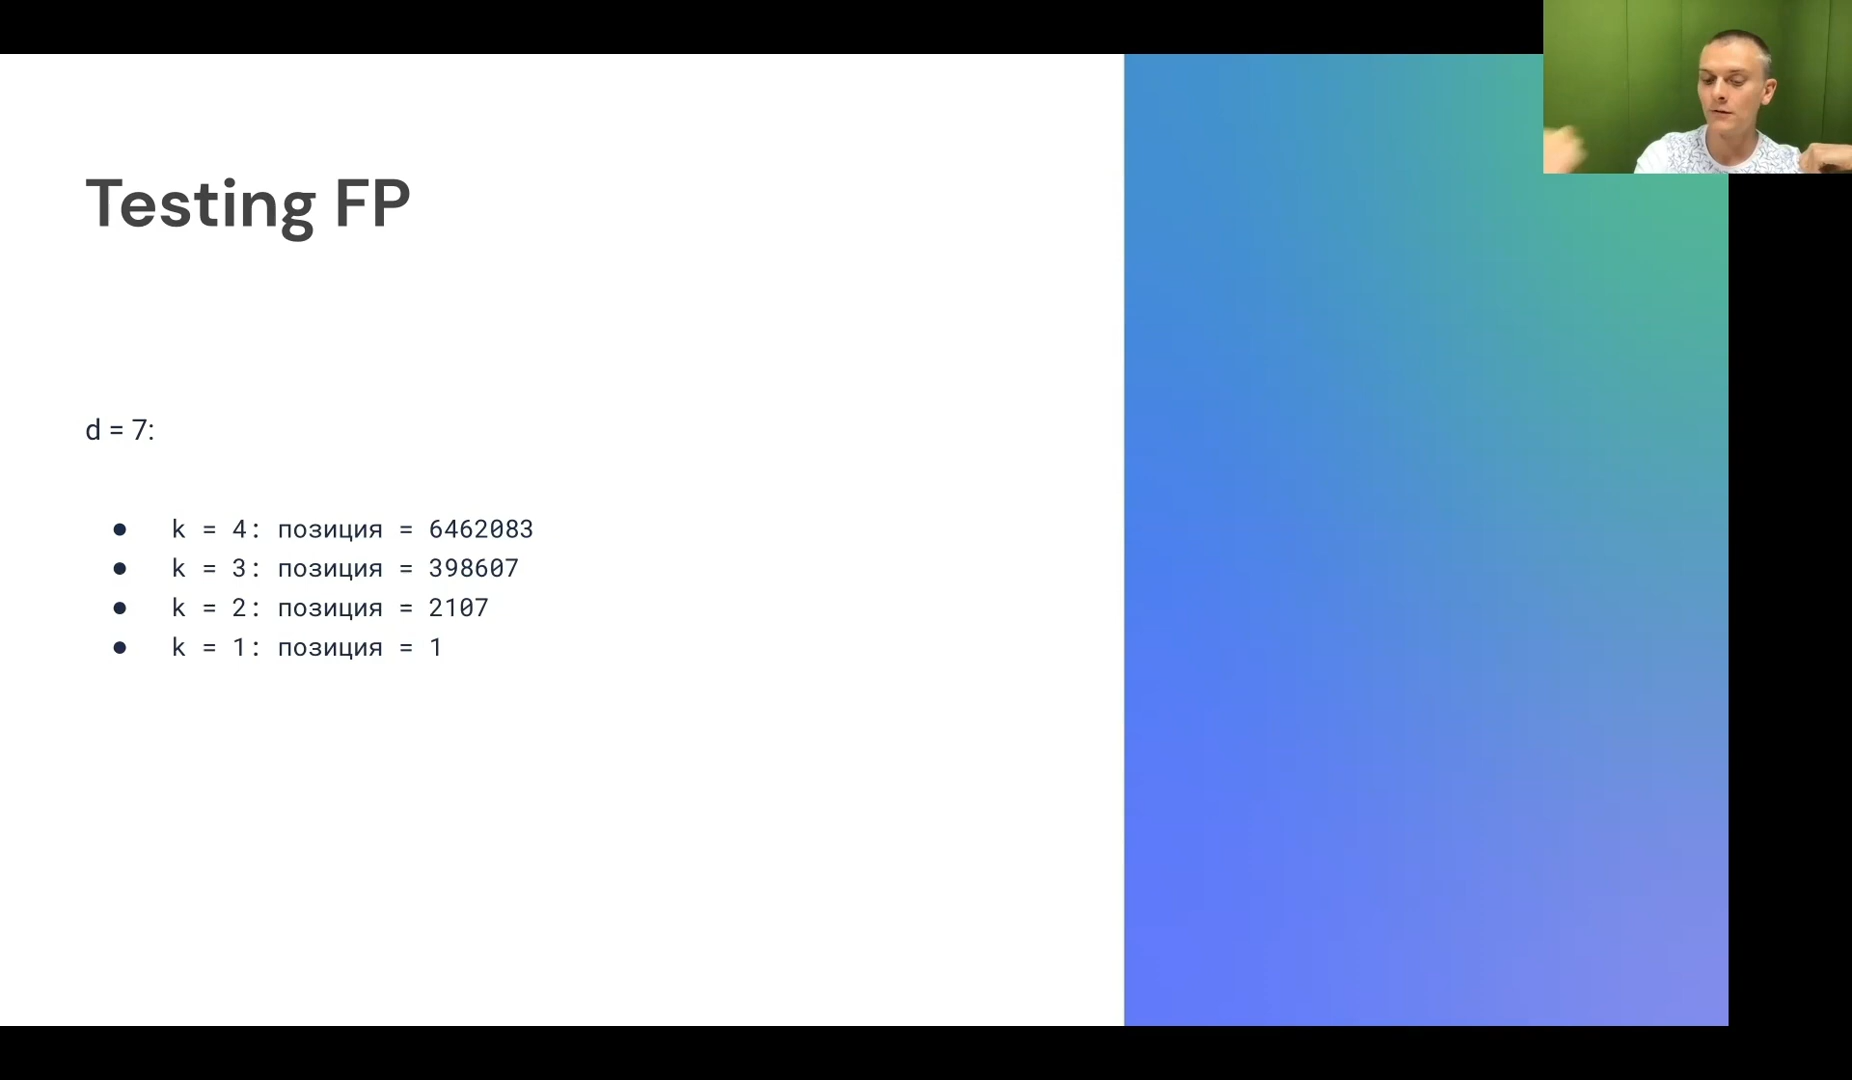 Testing FP
d = 7:
● k = 4: позиция = 6462083
● k = 3: позиция = 398607
● k = 2: позиция = 2107
● k = 1: позиция = 1